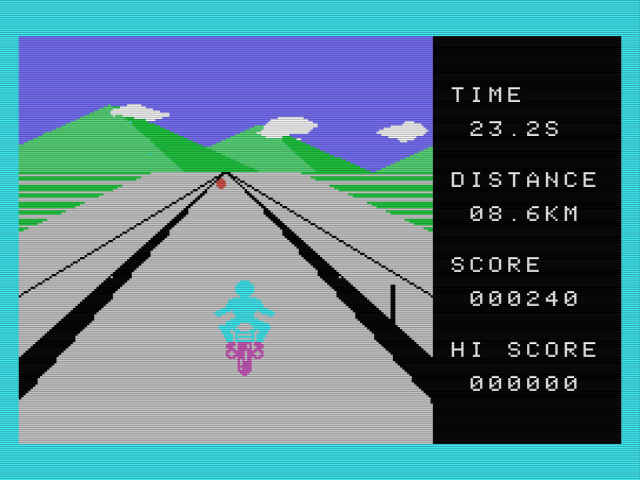 TIME
23.2S
DISTANCE
08.6KM
SCORE
000240
HI SCORE
000000